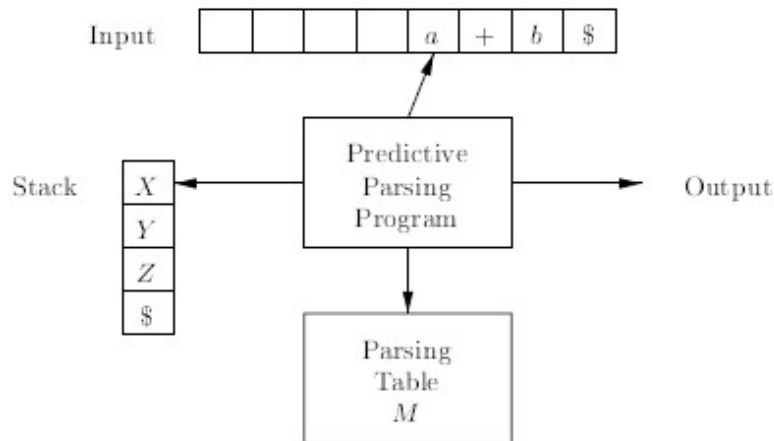 Input a + b $
Predictive
Parsing
Program
Stack X
Y
Z
$
Output
Parsing
Table
M